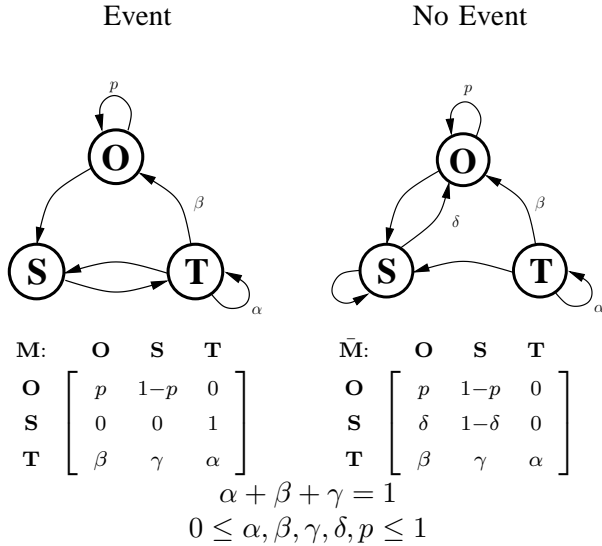 Event No Event
p p
O O
β β
δ
S T S T
α α
M: O S T M̄: O S T
O p 1−p 0 O p 1−p 0
S 0 0 1 S δ 1−δ 0
T β γ α T β γ α
α + β + γ = 1
0 ≤ α, β, γ, δ, p ≤ 1